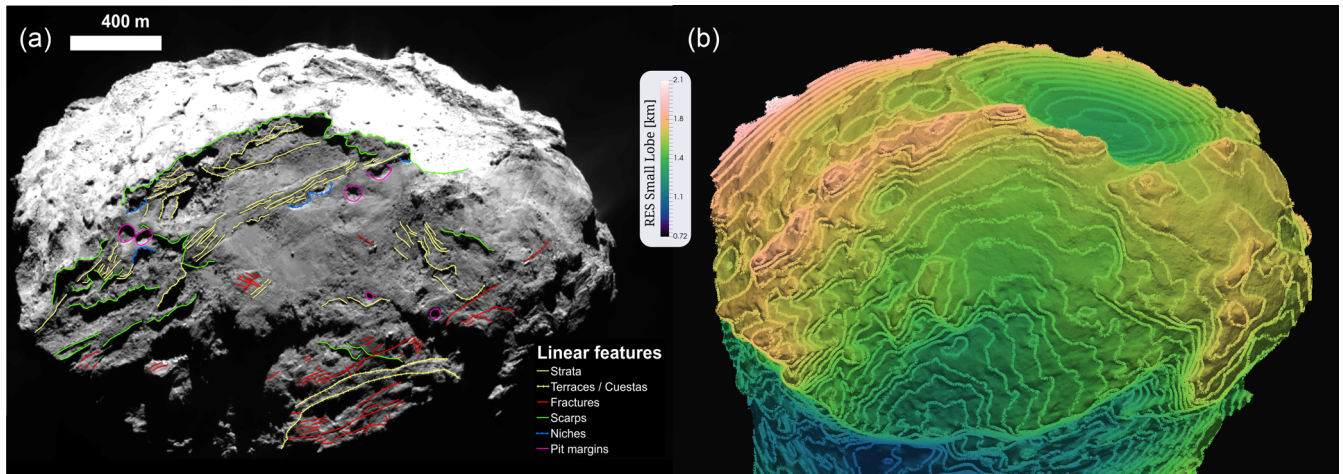 (a)
400 m
Linear features
Strata
Terraces / Cuestas
Fractures
Scarps
Niches
Pit margins
(b)
RES Small Lobe [km]
2.1
1.8
1.4
1.1
0.72